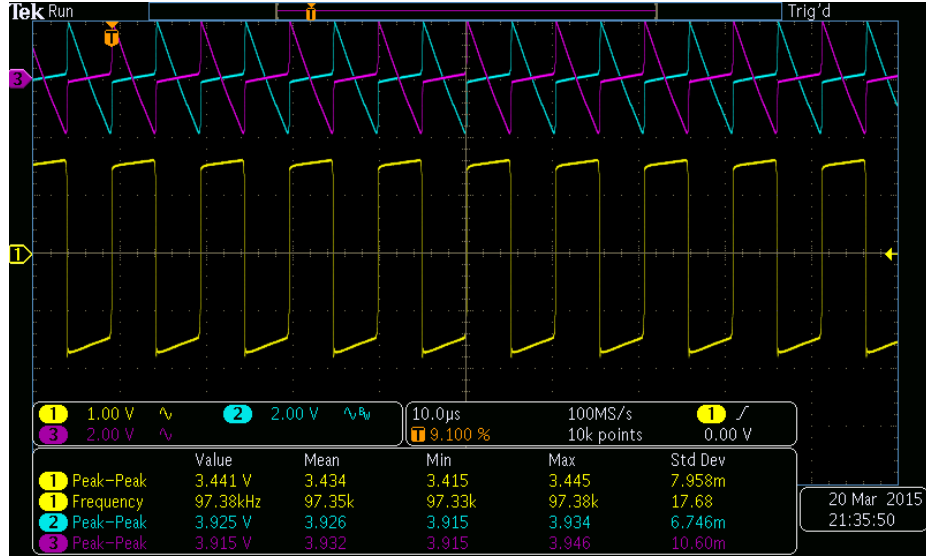 Tek Run Trig'd
T
T
3
1
1 1.00 V 2 2.00 V BW
3 2.00 V
10.0µs 100MS/s 1
T 9.100 % 10k points 0.00 V
Value Mean Min Max Std Dev
1 Peak-Peak 3.441 V 3.434 3.415 3.445 7.958m
1 Frequency 97.38kHz 97.35k 97.33k 97.38k 17.68
2 Peak-Peak 3.925 V 3.926 3.915 3.934 6.746m
3 Peak-Peak 3.915 V 3.932 3.915 3.946 10.60m
20 Mar 2015
21:35:50